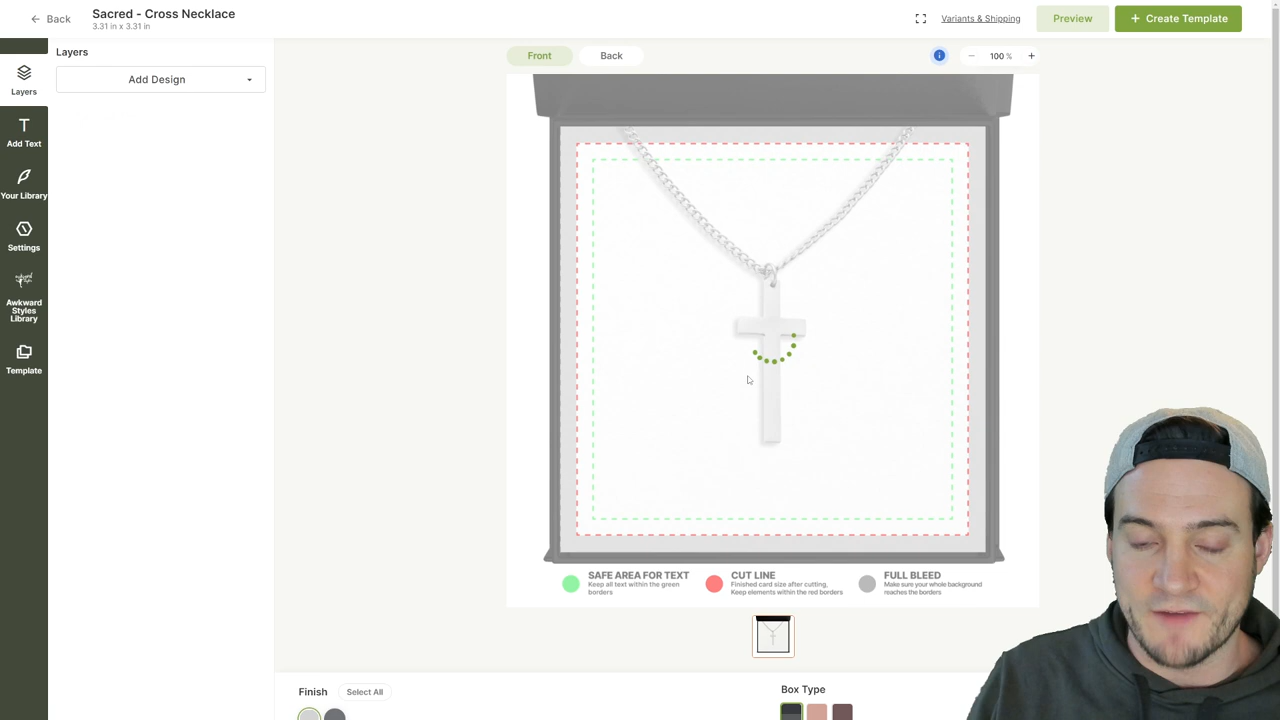 Back
Sacred - Cross Necklace
3.31 in x 3.31 in
Variants & Shipping
Preview
+ Create Template
Layers
Layers
Add Design
Front
Back
i
100 %
Add Text
Your Library
Settings
Awkward
Styles
Library
Template
SAFE AREA FOR TEXT
Keep all text within the green
borders
CUT LINE
Finished card size after cutting,
Keep elements within the red borders
FULL BLEED
Make sure your whole background
reaches the borders
Finish
Select All
Box Type